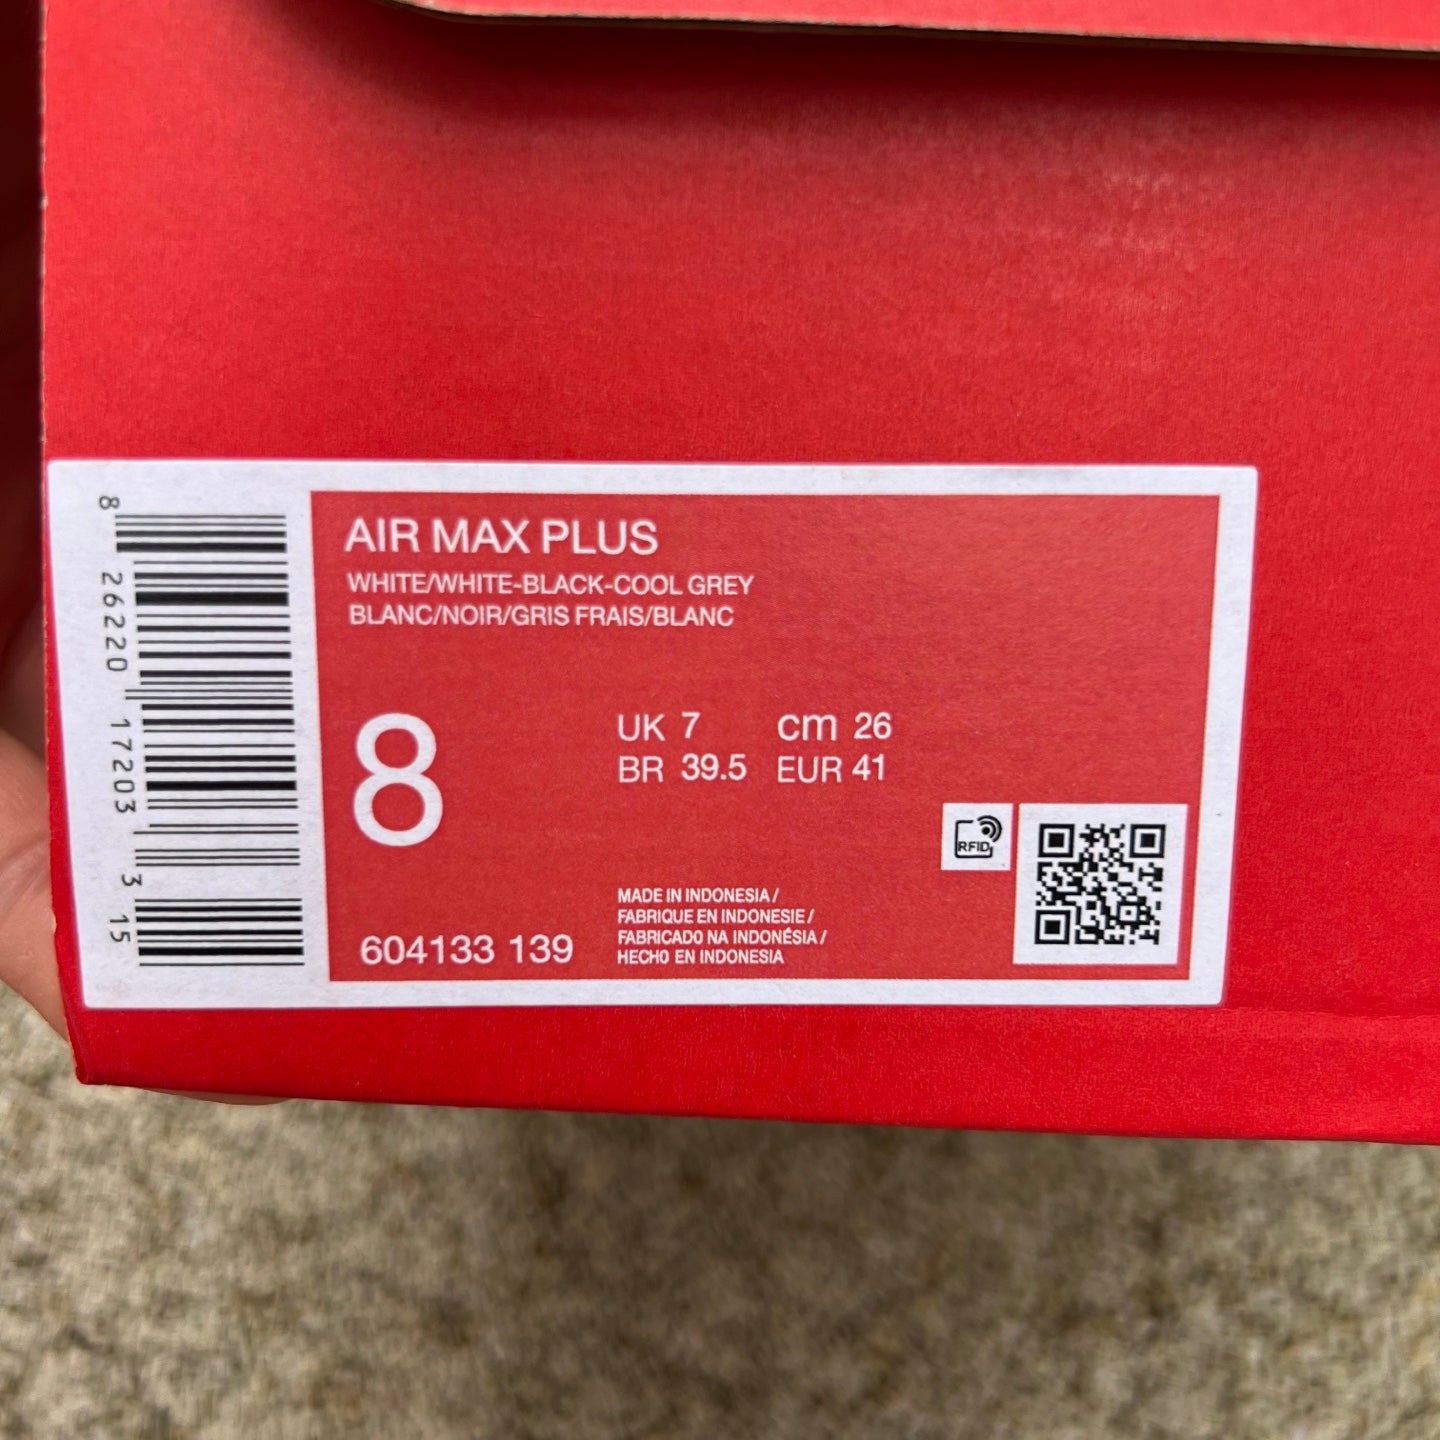 8 26220 17203 3 15
AIR MAX PLUS
WHITE/WHITE-BLACK-COOL GREY
BLANC/NOIR/GRIS FRAIS/BLANC
8
UK 7 cm 26
BR 39.5 EUR 41
RFID
MADE IN INDONESIA /
FABRIQUE EN INDONESIE /
FABRICADO NA INDONÉSIA /
HECHO EN INDONESIA
604133 139